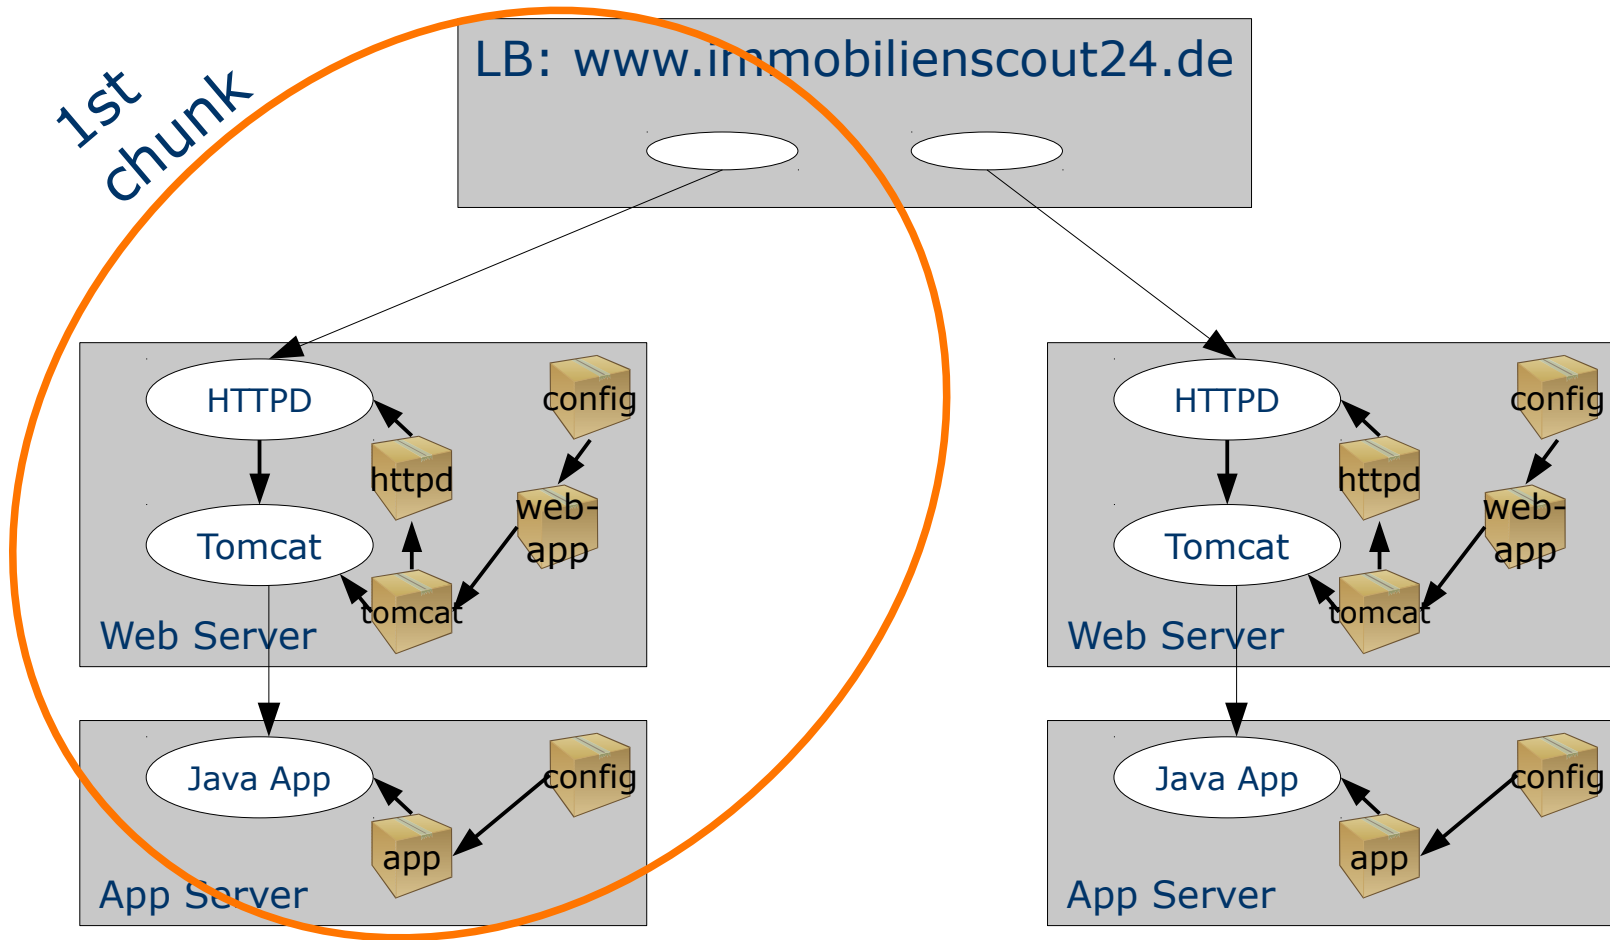 1st
chunk
LB: www.immobilienscout24.de
HTTPD
config
httpd
web-
app
Tomcat
tomcat
Web Server
Java App
config
app
App Server
HTTPD
config
httpd
web-
app
Tomcat
tomcat
Web Server
Java App
config
app
App Server